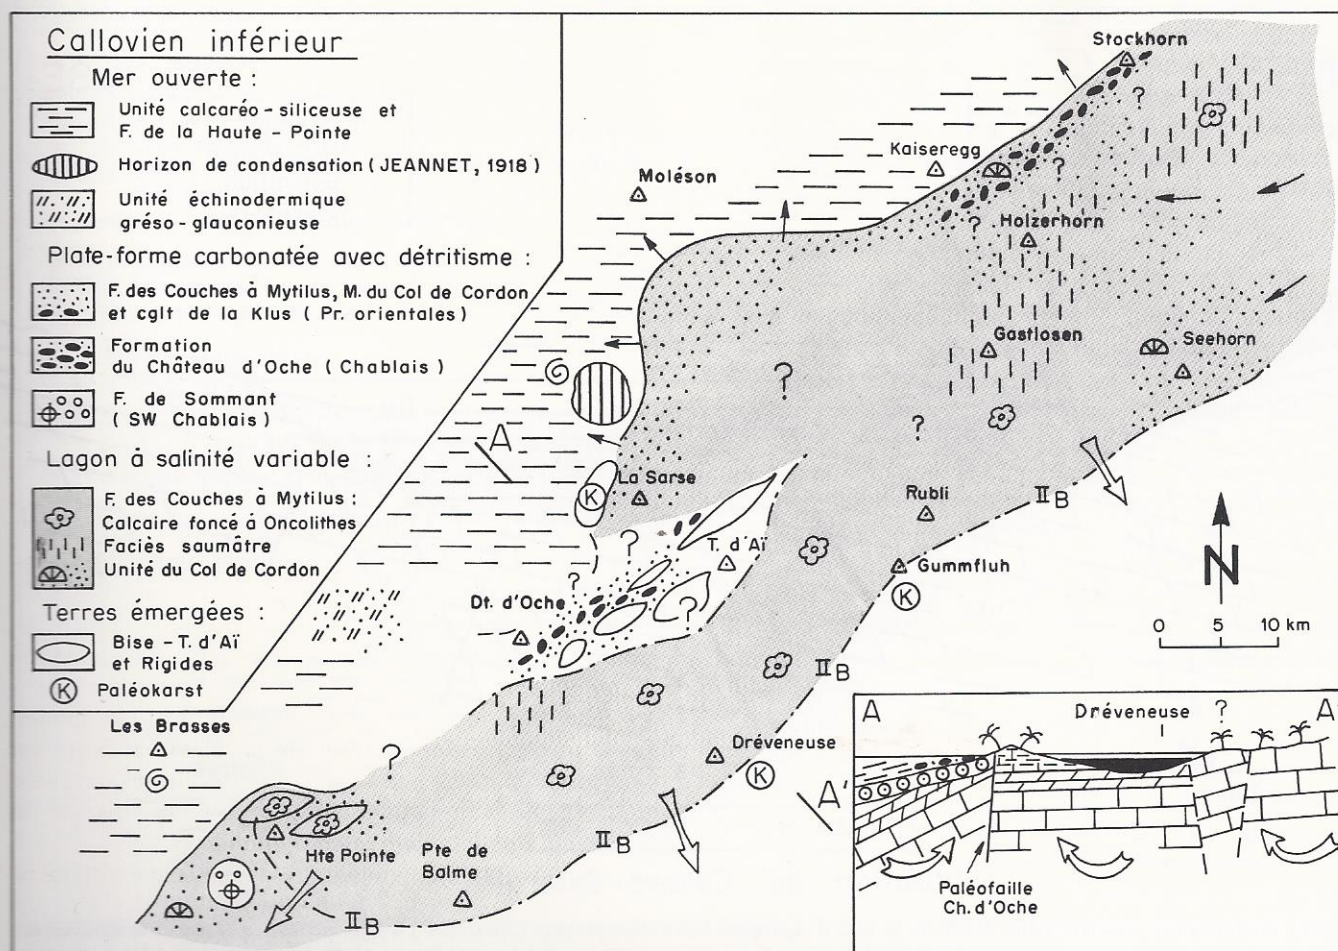 Callovien inférieur
Mer ouverte :
Unité calcaréo-siliceuse et
F. de la Haute-Pointe
Horizon de condensation (JEANNET, 1918)
Unité échinodermique
gréso-glauconieuse
Plate-forme carbonatée avec détritisme :
F. des Couches à Mytilus, M. du Col de Cordon
et cglt de la Klus (Pr. orientales)
Formation
du Château d'Oche (Chablais)
F. de Sommant
(SW Chablais)
Lagon à salinité variable :
F. des Couches à Mytilus :
Calcaire foncé à Oncolithes
Faciès saumâtre
Unité du Col de Cordon
Terres émergées :
Bise - T. d'Aï
et Rigides
K Paléokarst
Stockhorn
?
Kaiseregg
?
Moléson
?
Holzerhorn
Gastlosen
Seehorn
?
?
A
La Sarse
K
Rubli
IIB
?
T. d'Aï
Gummfluh
K
N
?
Dt. d'Oche
?
0 5 10 km
IIB
Les Brasses
Dréveneuse
K
?
A'
Hte Pointe
Pte de
Balme
IIB
IIB
A
Dréveneuse
?
A'
Paléofaille
Ch. d'Oche